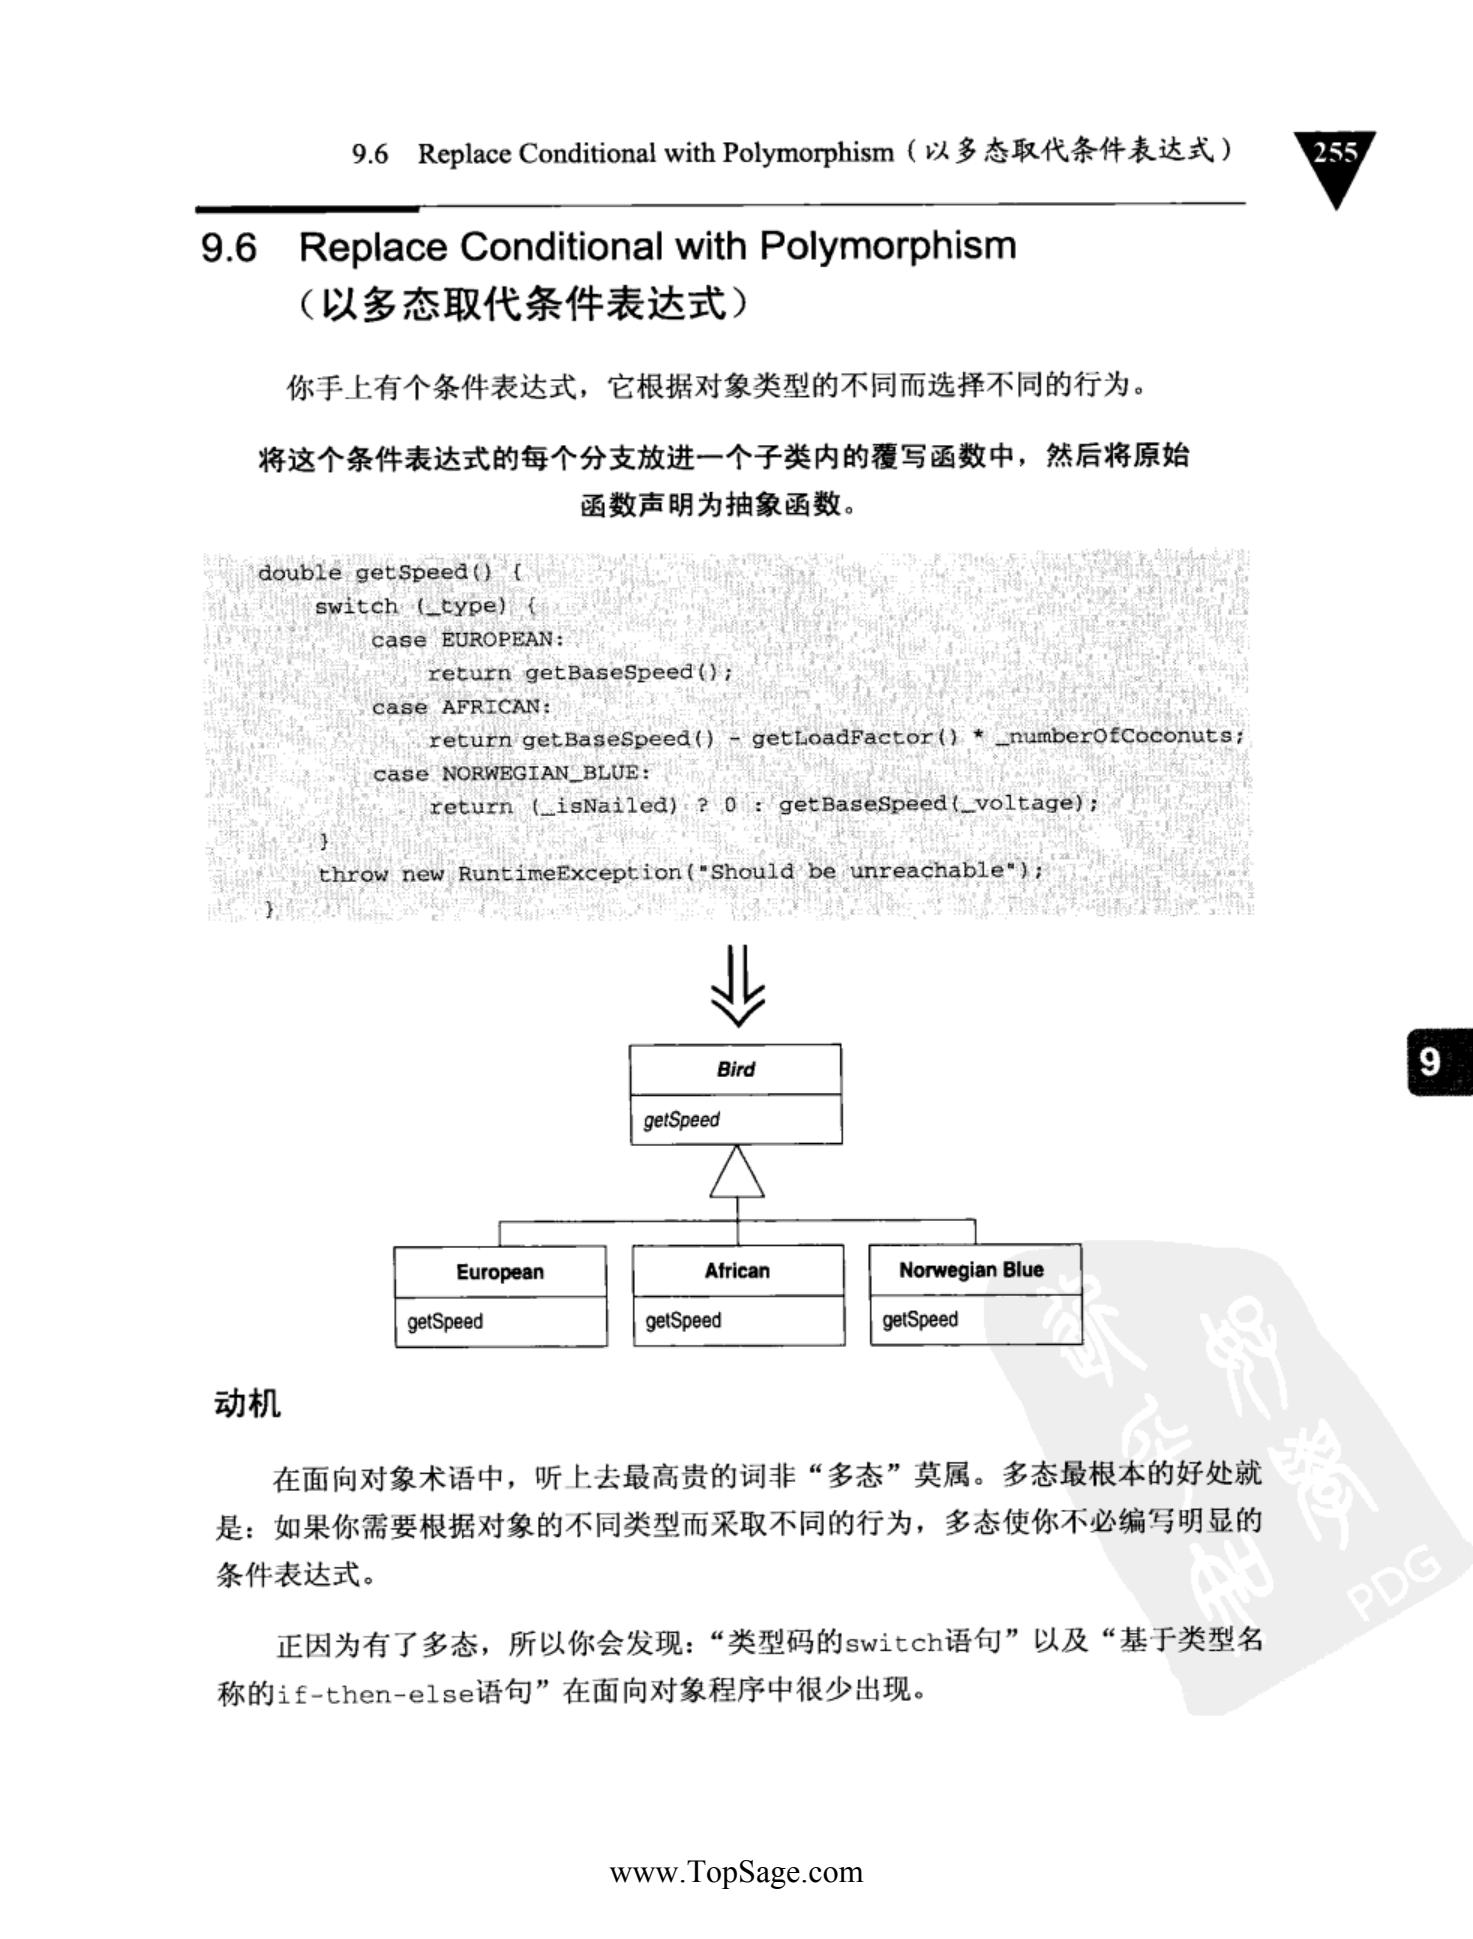 9.6 Replace Conditional with Polymorphism（以多态取代条件表达式）
255
9.6 Replace Conditional with Polymorphism
（以多态取代条件表达式）
你手上有个条件表达式，它根据对象类型的不同而选择不同的行为。
将这个条件表达式的每个分支放进一个子类内的覆写函数中，然后将原始
函数声明为抽象函数。
double getSpeed() {
switch (_type) {
case EUROPEAN:
return getBaseSpeed();
case AFRICAN:
return getBaseSpeed() - getLoadFactor() * _numberOfCoconuts;
case NORWEGIAN_BLUE:
return (_isNailed) ? 0 : getBaseSpeed(_voltage);
}
throw new RuntimeException("Should be unreachable");
}
Bird
getSpeed
9
European
African
Norwegian Blue
getSpeed
getSpeed
getSpeed
动机
在面向对象术语中，听上去最高贵的词非“多态”莫属。多态最根本的好处就
是：如果你需要根据对象的不同类型而采取不同的行为，多态使你不必编写明显的
条件表达式。
PDG
正因为有了多态，所以你会发现：“类型码的switch语句”以及“基于类型名
称的if-then-else语句”在面向对象程序中很少出现。
www.TopSage.com